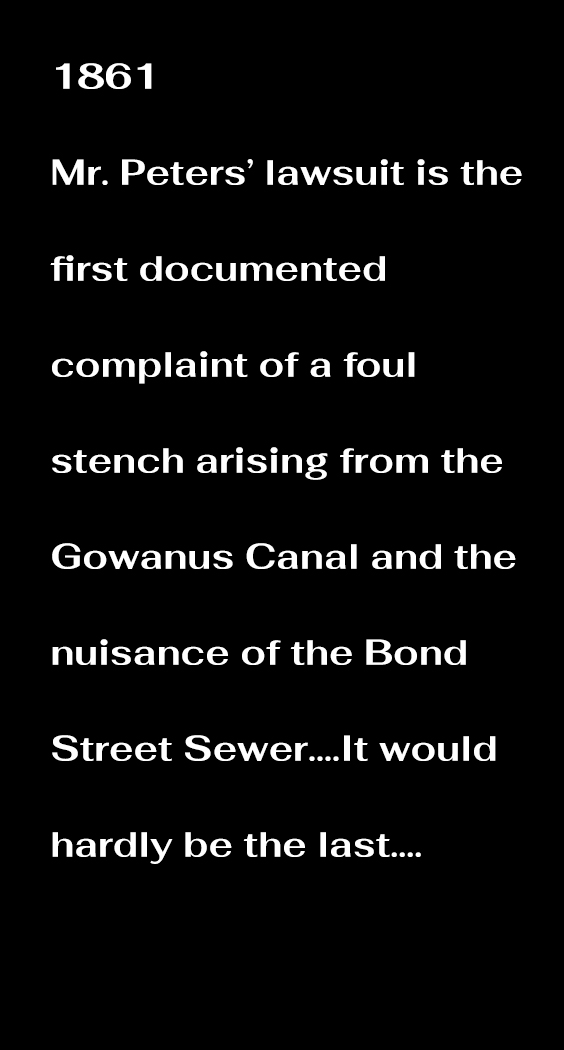 1861
Mr. Peters’ lawsuit is the
first documented
complaint of a foul
stench arising from the
Gowanus Canal and the
nuisance of the Bond
Street Sewer....It would
hardly be the last....